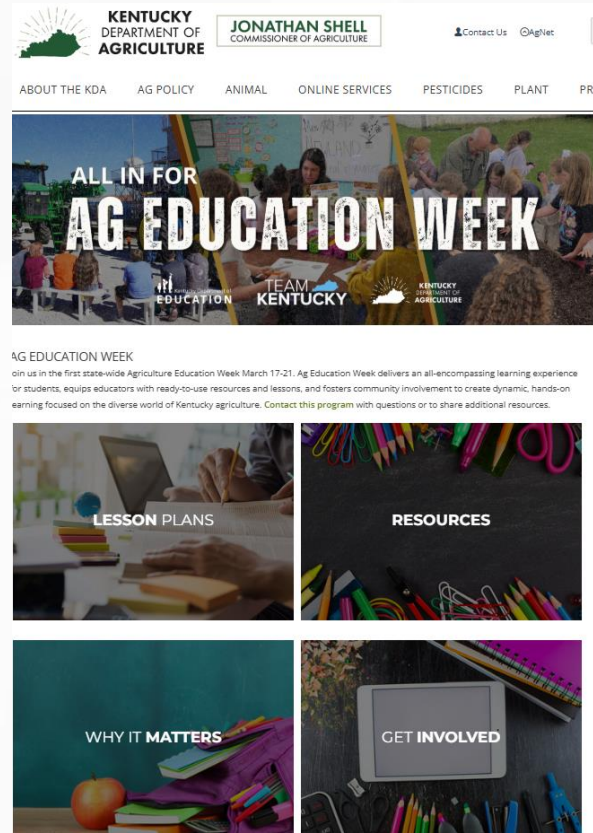 KENTUCKY
DEPARTMENT OF
AGRICULTURE
JONATHAN SHELL
COMMISSIONER OF AGRICULTURE
Contact Us
AgNet
ABOUT THE KDA AG POLICY ANIMAL ONLINE SERVICES PESTICIDES PLANT PR
ALL IN FOR
AG EDUCATION WEEK
Kentucky Department of
EDUCATION
TEAM
KENTUCKY
KENTUCKY
DEPARTMENT OF
AGRICULTURE
AG EDUCATION WEEK
oin us in the first state-wide Agriculture Education Week March 17-21. Ag Education Week delivers an all-encompassing learning experience
or students, equips educators with ready-to-use resources and lessons, and fosters community involvement to create dynamic, hands-on
earning focused on the diverse world of Kentucky agriculture. Contact this program with questions or to share additional resources.
LESSON PLANS
RESOURCES
WHY IT MATTERS
GET INVOLVED